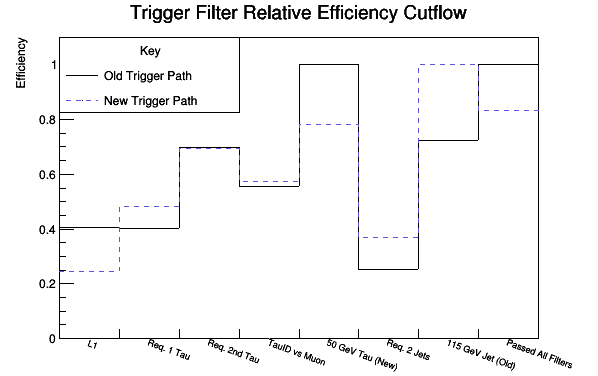 Trigger Filter Relative Efficiency Cutflow
Efficiency
Key
Old Trigger Path
New Trigger Path
1
0.8
0.6
0.4
0.2
0
L1
Req. 1 Tau
Req. 2nd Tau
TauID vs Muon
50 GeV Tau (New)
Req. 2 Jets
115 GeV Jet (Old)
Passed All Filters